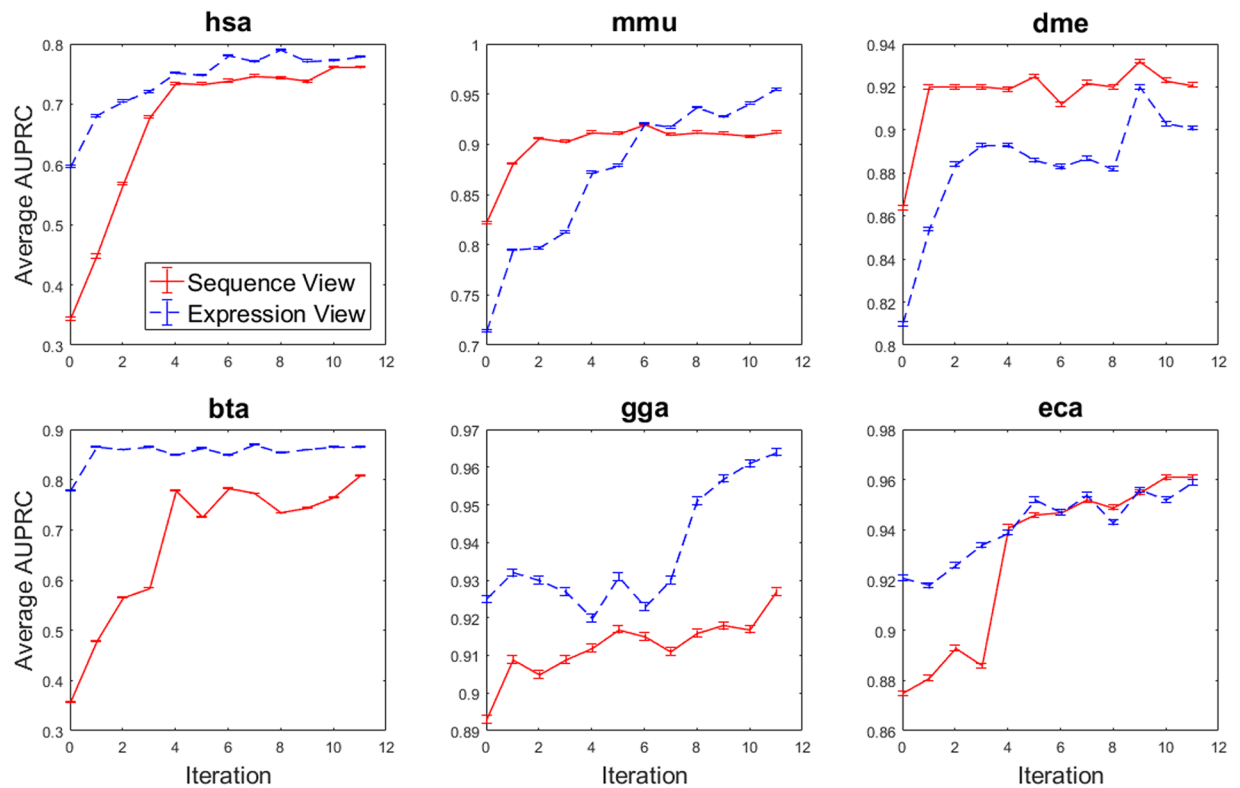 hsa
mmu
dme
Average AUPRC
0.8
0.7
0.6
0.5
0.4
0.3
0 2 4 6 8 10 12
Sequence View
Expression View
1
0.95
0.9
0.85
0.8
0.75
0.7
0 2 4 6 8 10 12
0.94
0.92
0.9
0.88
0.86
0.84
0.82
0.8
0 2 4 6 8 10 12
bta
gga
eca
Average AUPRC
0.9
0.8
0.7
0.6
0.5
0.4
0.3
0 2 4 6 8 10 12
Iteration
0.97
0.96
0.95
0.94
0.93
0.92
0.91
0.9
0.89
0 2 4 6 8 10 12
Iteration
0.98
0.96
0.94
0.92
0.9
0.88
0.86
0 2 4 6 8 10 12
Iteration